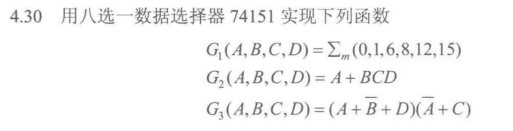 4.30 用八选一数据选择器 74151 实现下列函数
G₁(A,B,C,D)=∑ₘ(0,1,6,8,12,15)
G₂(A,B,C,D)=A+BCD
G₃(A,B,C,D)=(A+B̅+D)(A̅+C)